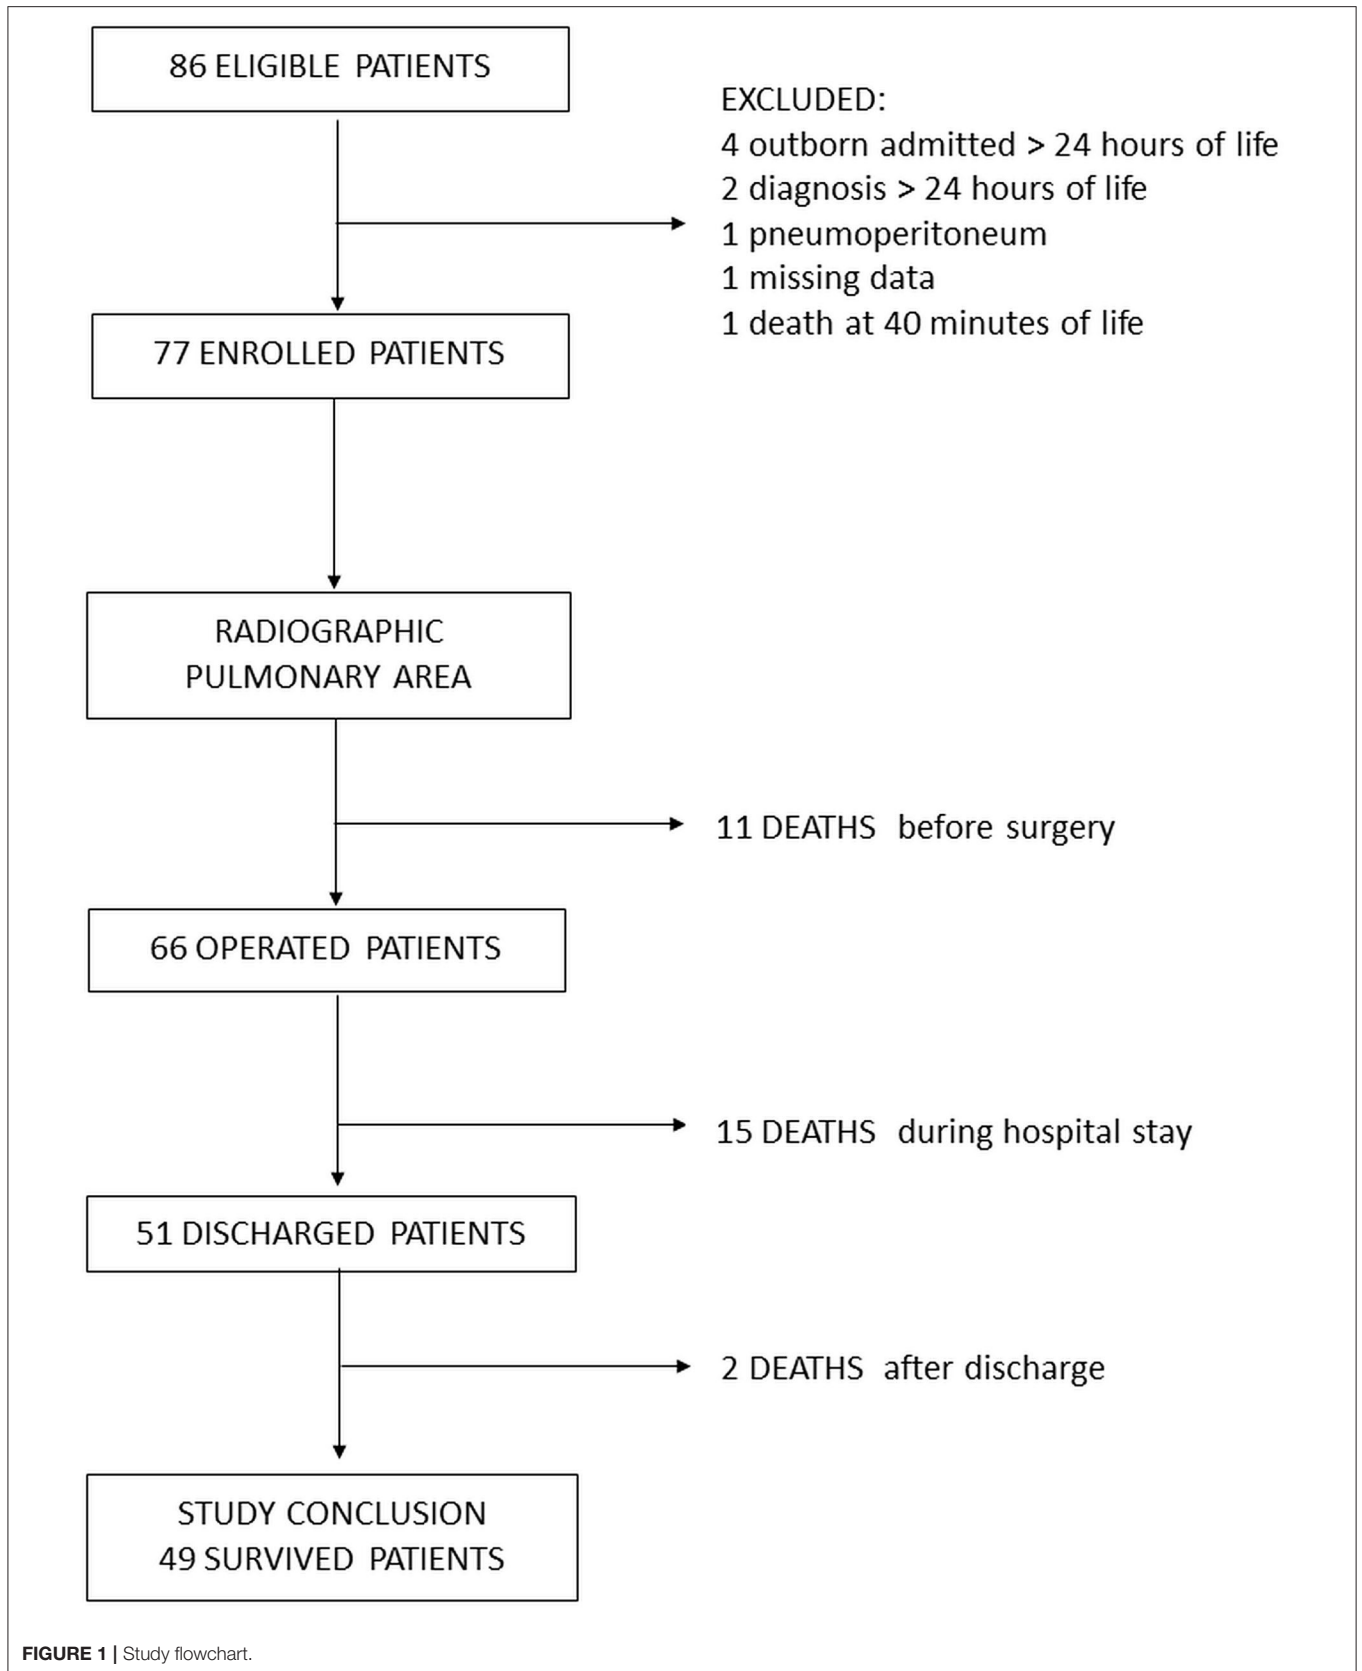 86 ELIGIBLE PATIENTS
EXCLUDED:
4 outborn admitted > 24 hours of life
2 diagnosis > 24 hours of life
1 pneumoperitoneum
1 missing data
1 death at 40 minutes of life
77 ENROLLED PATIENTS
RADIOGRAPHIC
PULMONARY AREA
11 DEATHS before surgery
66 OPERATED PATIENTS
15 DEATHS during hospital stay
51 DISCHARGED PATIENTS
2 DEATHS after discharge
STUDY CONCLUSION
49 SURVIVED PATIENTS
FIGURE 1 | Study flowchart.